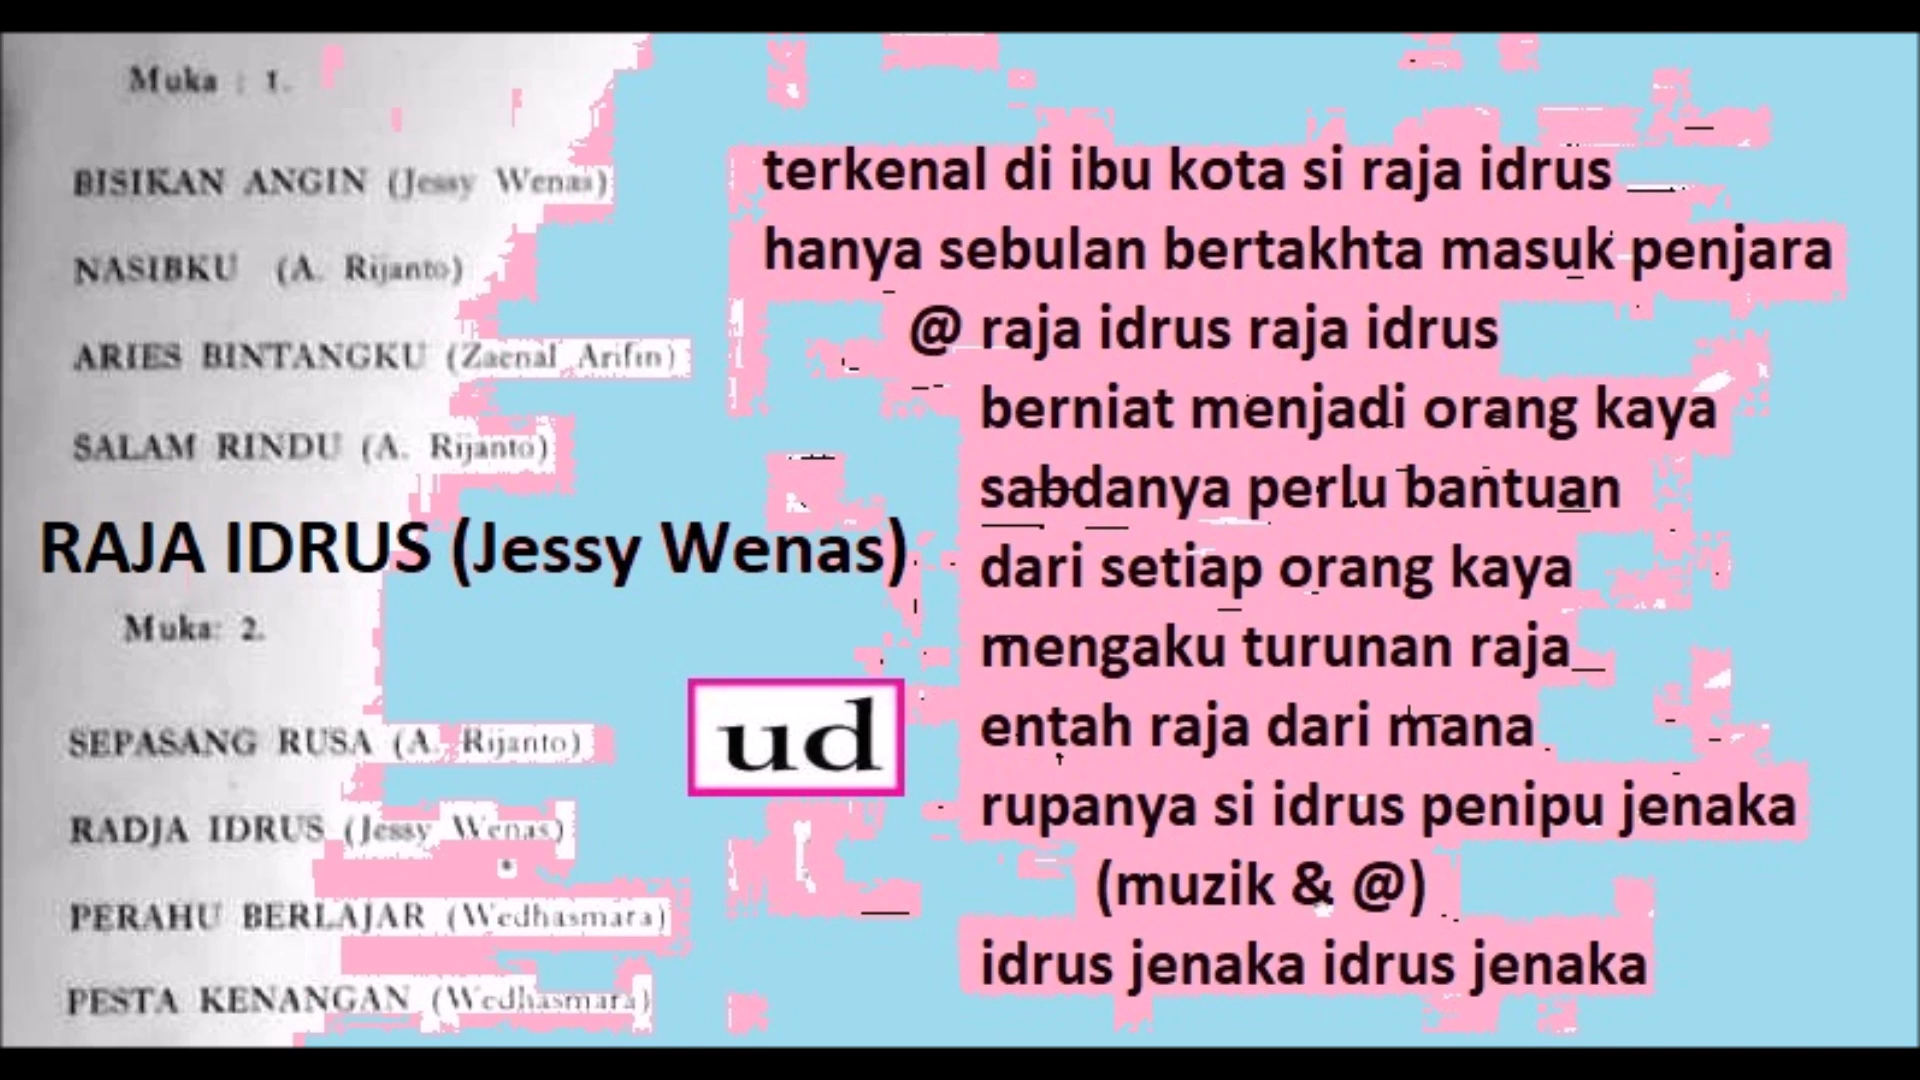 Muka : 1.
BISIKAN ANGIN (Jessy Wenas)
NASIBKU (A. Rijanto)
ARIES BINTANGKU (Zaenal Arifin)
SALAM RINDU (A. Rijanto)
RAJA IDRUS (Jessy Wenas)
Muka: 2.
SEPASANG RUSA (A. Rijanto)
RADJA IDRUS (Jessy Wenas)
PERAHU BERLAJAR (Wedhasmara)
PESTA KENANGAN (Wedhasmara)
ud
terkenal di ibu kota si raja idrus
hanya sebulan bertakhta masuk penjara
@ raja idrus raja idrus
berniat menjadi orang kaya
sabdanya perlu bantuan
dari setiap orang kaya
mengaku turunan raja
entah raja dari mana
rupanya si idrus penipu jenaka
(muzik & @)
idrus jenaka idrus jenaka